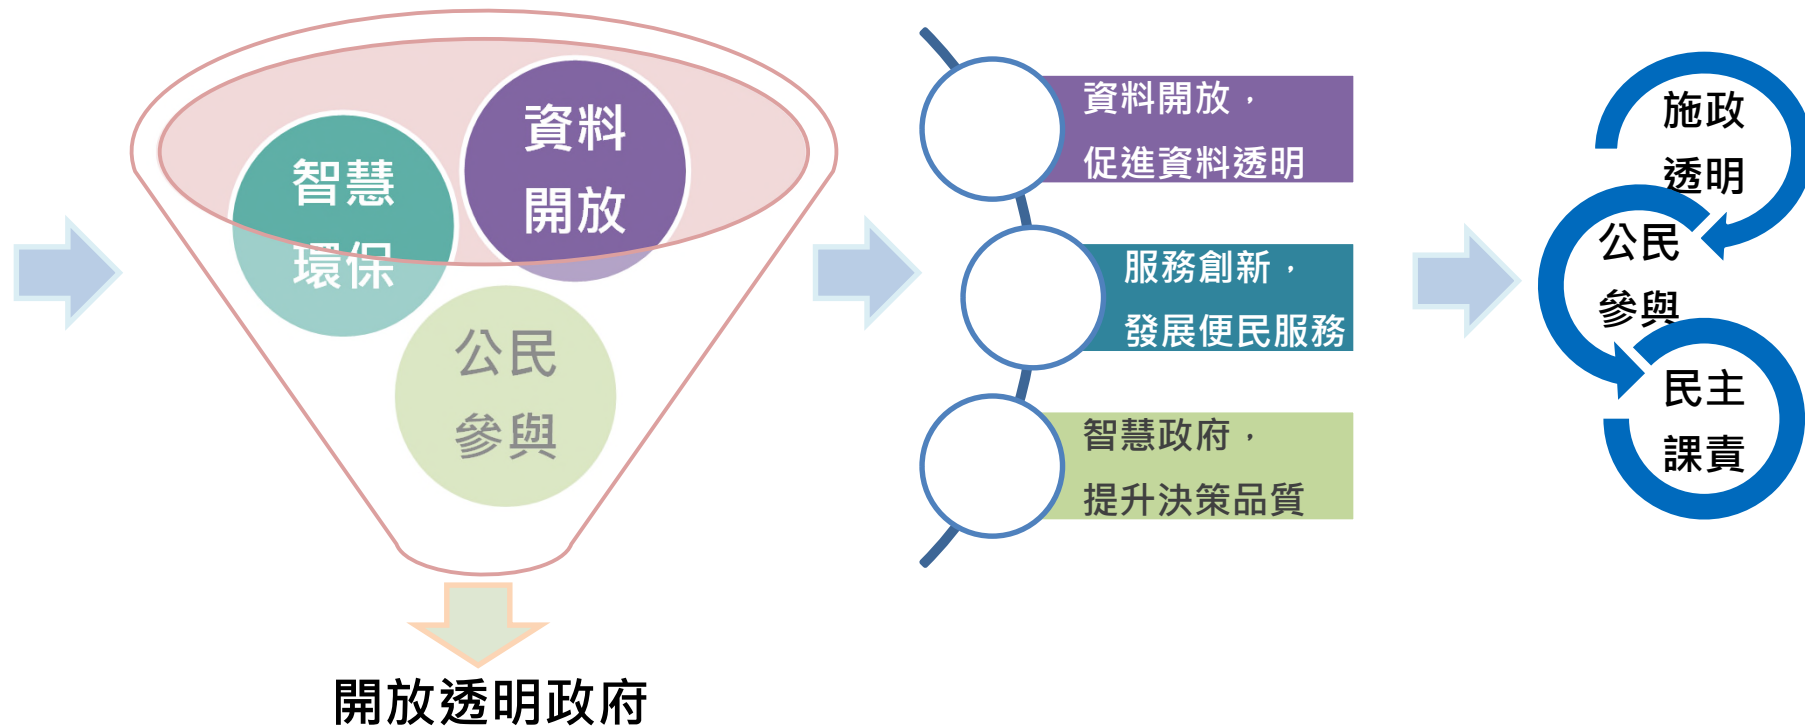 智慧
環保
資料
開放
公民
參與
開放透明政府
資料開放，
促進資料透明
服務創新，
發展便民服務
智慧政府，
提升決策品質
施政
透明
公民
參與
民主
課責